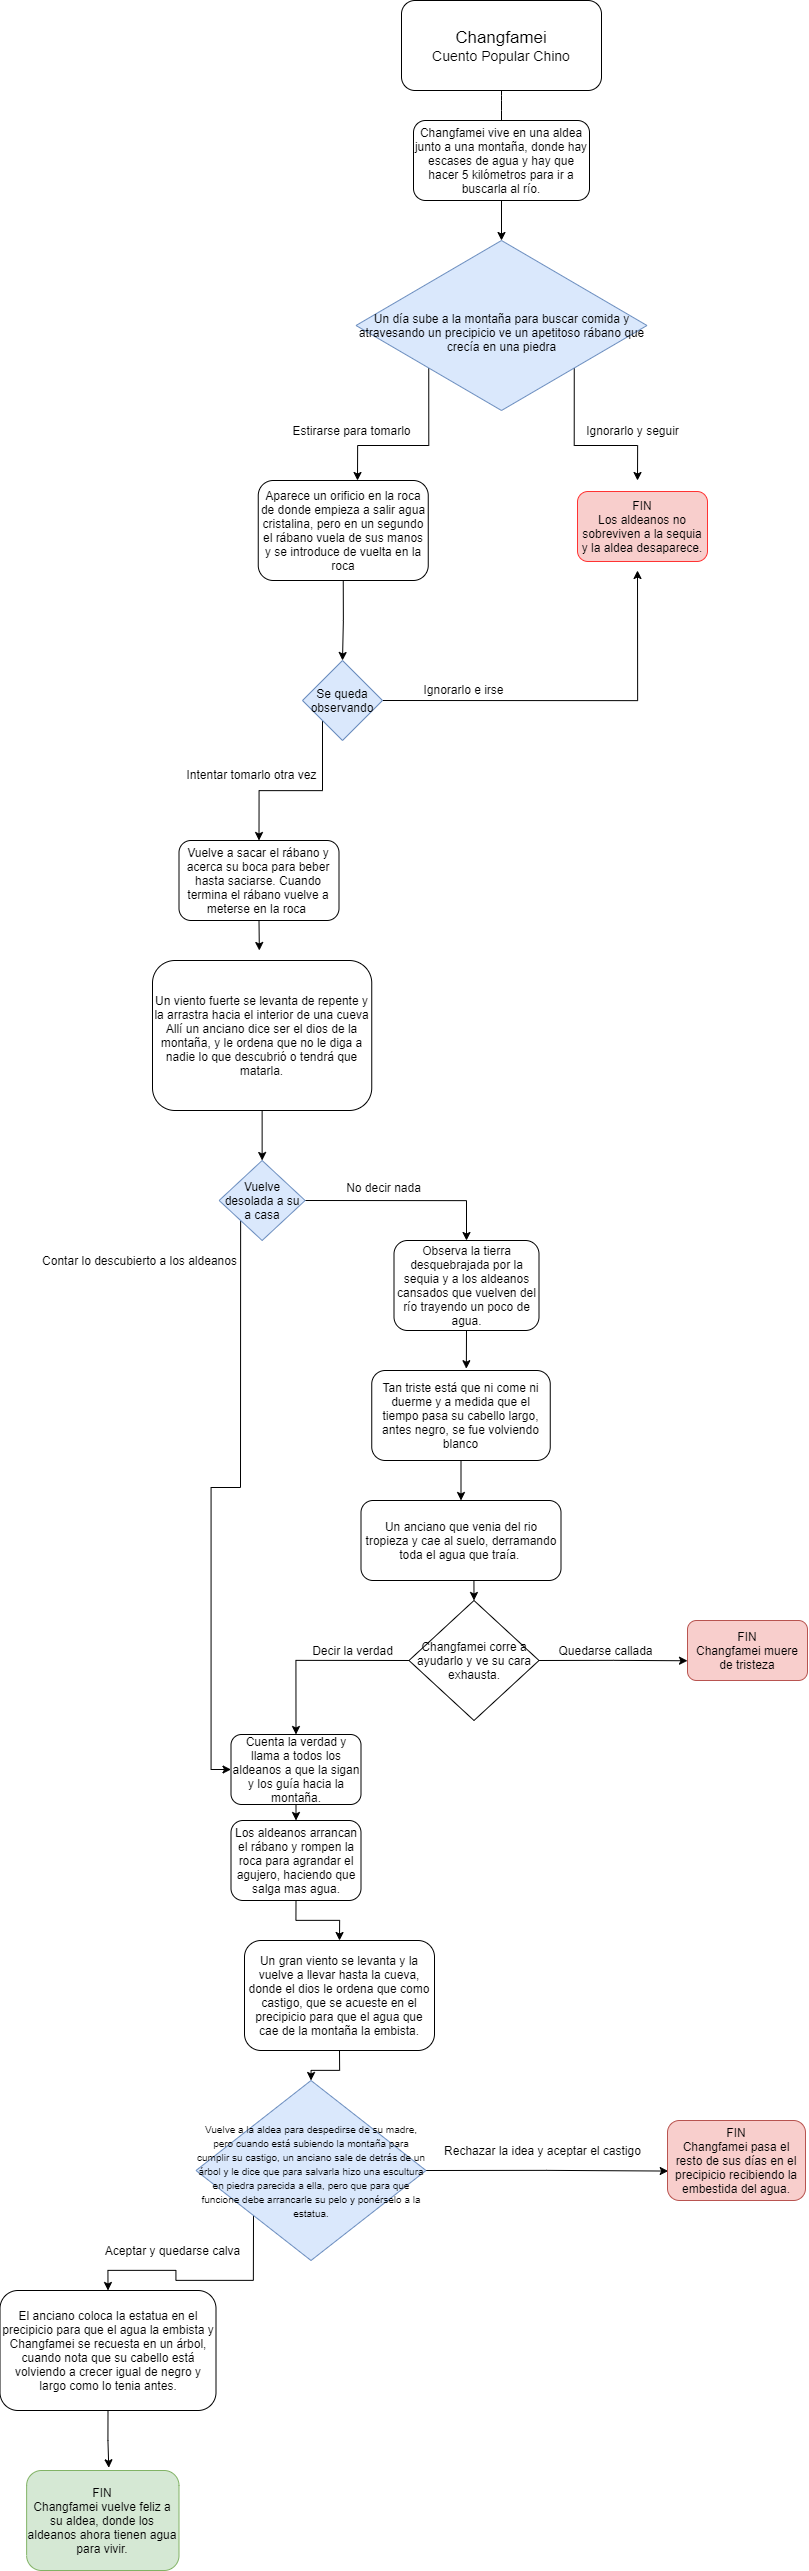 Changfamei
Cuento Popular Chino
Changfamei vive en una aldea
junto a una montaña, donde hay
escases de agua y hay que
hacer 5 kilómetros para ir a
buscarla al río.
Un día sube a la montaña para buscar comida y
atravesando un precipicio ve un apetitoso rábano que
crecía en una piedra
Estirarse para tomarlo
Ignorarlo y seguir
Aparece un orificio en la roca
de donde empieza a salir agua
cristalina, pero en un segundo
el rábano vuela de sus manos
y se introduce de vuelta en la
roca
FIN
Los aldeanos no
sobreviven a la sequia
y la aldea desaparece.
Se queda
observando
Ignorarlo e irse
Intentar tomarlo otra vez
Vuelve a sacar el rábano y
acerca su boca para beber
hasta saciarse. Cuando
termina el rábano vuelve a
meterse en la roca
Un viento fuerte se levanta de repente y
la arrastra hacia el interior de una cueva
Allí un anciano dice ser el dios de la
montaña, y le ordena que no le diga a
nadie lo que descubrió o tendrá que
matarla.
Vuelve
desolada a su
a casa
No decir nada
Contar lo descubierto a los aldeanos
Observa la tierra
desquebrajada por la
sequia y a los aldeanos
cansados que vuelven del
río trayendo un poco de
agua.
Tan triste está que ni come ni
duerme y a medida que el
tiempo pasa su cabello largo,
antes negro, se fue volviendo
blanco
Un anciano que venia del rio
tropieza y cae al suelo, derramando
toda el agua que traía.
Changfamei corre a
ayudarlo y ve su cara
exhausta.
Decir la verdad
Quedarse callada
FIN
Changfamei muere
de tristeza
Cuenta la verdad y
llama a todos los
aldeanos a que la sigan
y los guía hacia la
montaña.
Los aldeanos arrancan
el rábano y rompen la
roca para agrandar el
agujero, haciendo que
salga mas agua.
Un gran viento se levanta y la
vuelve a llevar hasta la cueva,
donde el dios le ordena que como
castigo, que se acueste en el
precipicio para que el agua que
cae de la montaña la embista.
Vuelve a la aldea para despedirse de su madre,
pero cuando está subiendo la montaña para
cumplir su castigo, un anciano sale de detrás de un
árbol y le dice que para salvarla hizo una escultura
en piedra parecida a ella, pero que para que
funcione debe arrancarle su pelo y ponérselo a la
estatua.
Rechazar la idea y aceptar el castigo
FIN
Changfamei pasa el
resto de sus días en el
precipicio recibiendo la
embestida del agua.
Aceptar y quedarse calva
El anciano coloca la estatua en el
precipicio para que el agua la embista y
Changfamei se recuesta en un árbol,
cuando nota que su cabello está
volviendo a crecer igual de negro y
largo como lo tenia antes.
FIN
Changfamei vuelve feliz a
su aldea, donde los
aldeanos ahora tienen agua
para vivir.